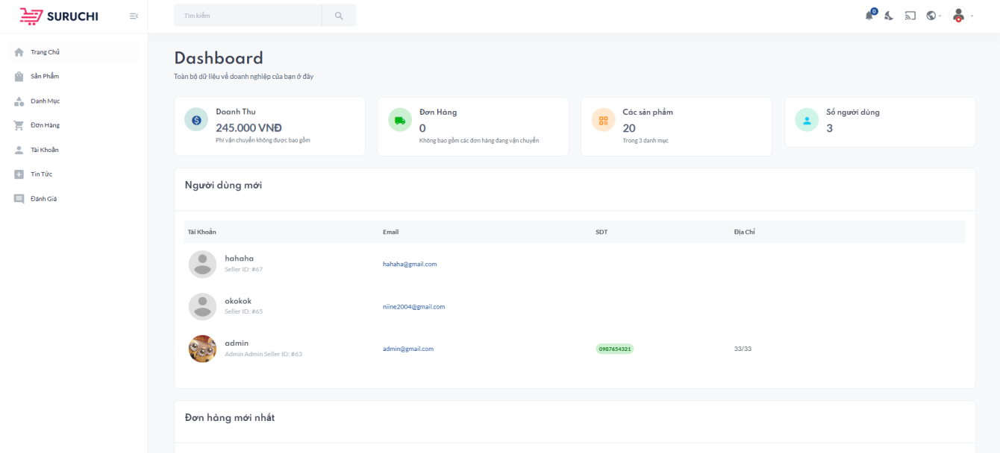 SURUCHI
Tìm kiếm
0
Trang Chủ
Sản Phẩm
Danh Mục
Đơn Hàng
Tài Khoản
Tin Tức
Đánh Giá
Dashboard
Toàn bộ dữ liệu về doanh nghiệp của bạn ở đây
Doanh Thu
245.000 VNĐ
Phí vận chuyển không được bao gồm
Đơn Hàng
0
Không bao gồm các đơn hàng đang vận chuyển
Các sản phẩm
20
Trong 3 danh mục
Số người dùng
3
Người dùng mới
Tài Khoản Email SDT Địa Chỉ
hahaha
Seller ID: #67
hahaha@gmail.com
okokok
Seller ID: #65
niine2004@gmail.com
admin
Admin Admin Seller ID: #63
admin@gmail.com
0987654321
33/33
Đơn hàng mới nhất